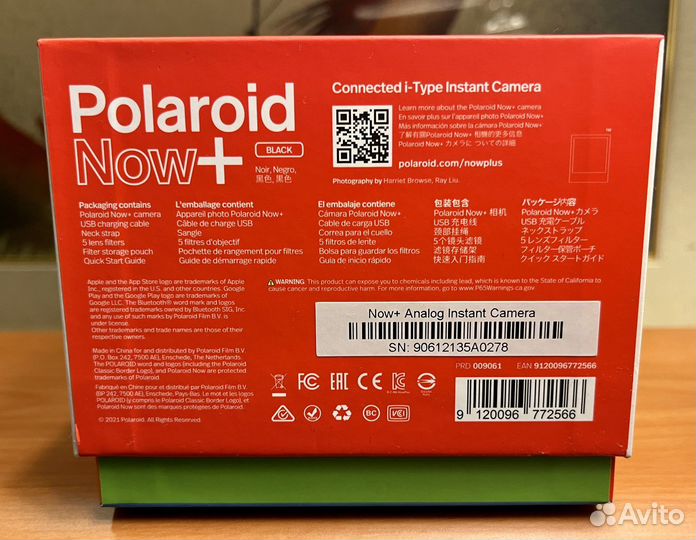 Polaroid
Now+
BLACK
Noir, Negro,
黑色, 黒色
Connected i-Type Instant Camera
Learn more about the Polaroid Now+ camera
En savoir plus sur l'appareil photo Polaroid Now+
Más información sobre la cámara Polaroid Now+
了解有關Polaroid Now+ 相機的更多信息
Polaroid Now+ カメラ についての詳細
polaroid.com/nowplus
Photography by Harriet Browse, Ray Liu.
Packaging contains
Polaroid Now+ camera
USB charging cable
Neck strap
5 lens filters
Filter storage pouch
Quick Start Guide
L'emballage contient
Appareil photo Polaroid Now+
Câble de charge USB
Sangle
5 filtres d'objectif
Pochette de rangement pour filtres
Guide de démarrage rapide
El embalaje contiene
Cámara Polaroid Now+
Cable de carga USB
Correa para el cuello
5 filtros de lente
Bolsa para guardar los filtros
Guía de inicio rápido
包装包含
Polaroid Now+ 相机
USB 充电线
颈部挂绳
5个镜头滤镜
滤镜存储袋
快速入门指南
パッケージ内容
Polaroid Now+カメラ
USB 充電ケーブル
ネックストラップ
5 レンズフィルター
フィルター保管ポーチ
クイック スタートガイド
Apple and the App Store logo are trademarks of Apple
Inc., registered in the U.S. and other countries. Google
Play and the Google Play logo are trademarks of Google
LLC. The Bluetooth® word mark and logos
are registered trademarks owned by Bluetooth SIG, Inc
and any use of such marks by Polaroid Film B.V. is
under license.
Other trademarks and trade names are those of their
respective owners.
WARNING: This product can expose you to chemicals including nickel, which is known to the State of California to
cause cancer and reproductive harm. For more information, go to www.P65Warnings.ca.gov.
Now+ Analog Instant Camera
SN: 90612135A0278
Made in China for and distributed by Polaroid Film B.V.
(P.O. Box 242, 7500 AE), Enschede, The Netherlands.
The POLAROID word and logos (including the Polaroid
Classic Border Logo) and Polaroid Now are protected
trademarks of Polaroid.
Fabriqué en Chine pour et distribué par Polaroid Film B.V.
(BP 242, 7500 AE), Enschede, Pays-Bas. Le mot et les logos
POLAROID (y compris le Polaroid Classic Border Logo), et
Polaroid Now sont des marques protégées de Polaroid.
© 2021 Polaroid. All Rights Reserved.
PRD 009061
EAN 9120096772566
FC
EAC
CE
BC
VCI
9 120096 772566
Avito